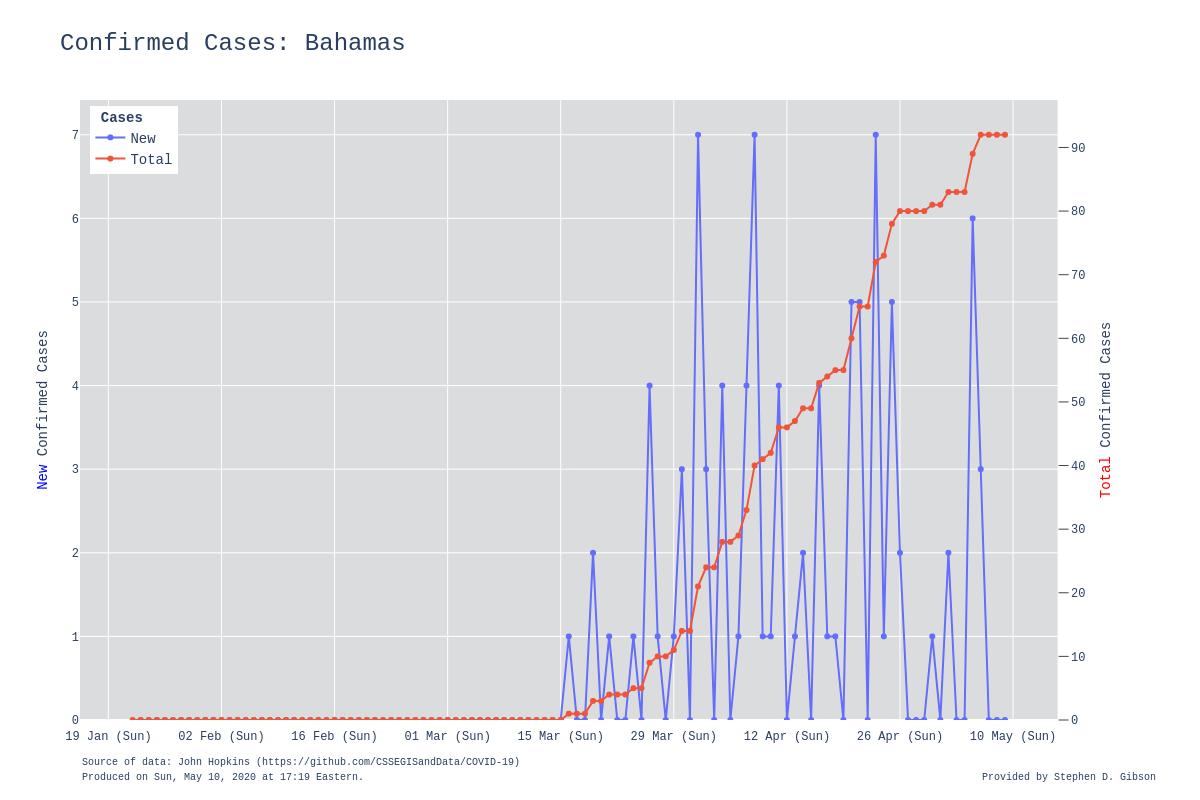 Confirmed Cases: Bahamas
Cases
New
Total
7
6
5
4
3
2
1
0
New Confirmed Cases
90
80
70
60
50
40
30
20
10
0
Total Confirmed Cases
19 Jan (Sun) 02 Feb (Sun) 16 Feb (Sun) 01 Mar (Sun) 15 Mar (Sun) 29 Mar (Sun) 12 Apr (Sun) 26 Apr (Sun) 10 May (Sun)
Source of data: John Hopkins (https://github.com/CSSEGISandData/COVID-19)
Produced on Sun, May 10, 2020 at 17:19 Eastern.
Provided by Stephen D. Gibson